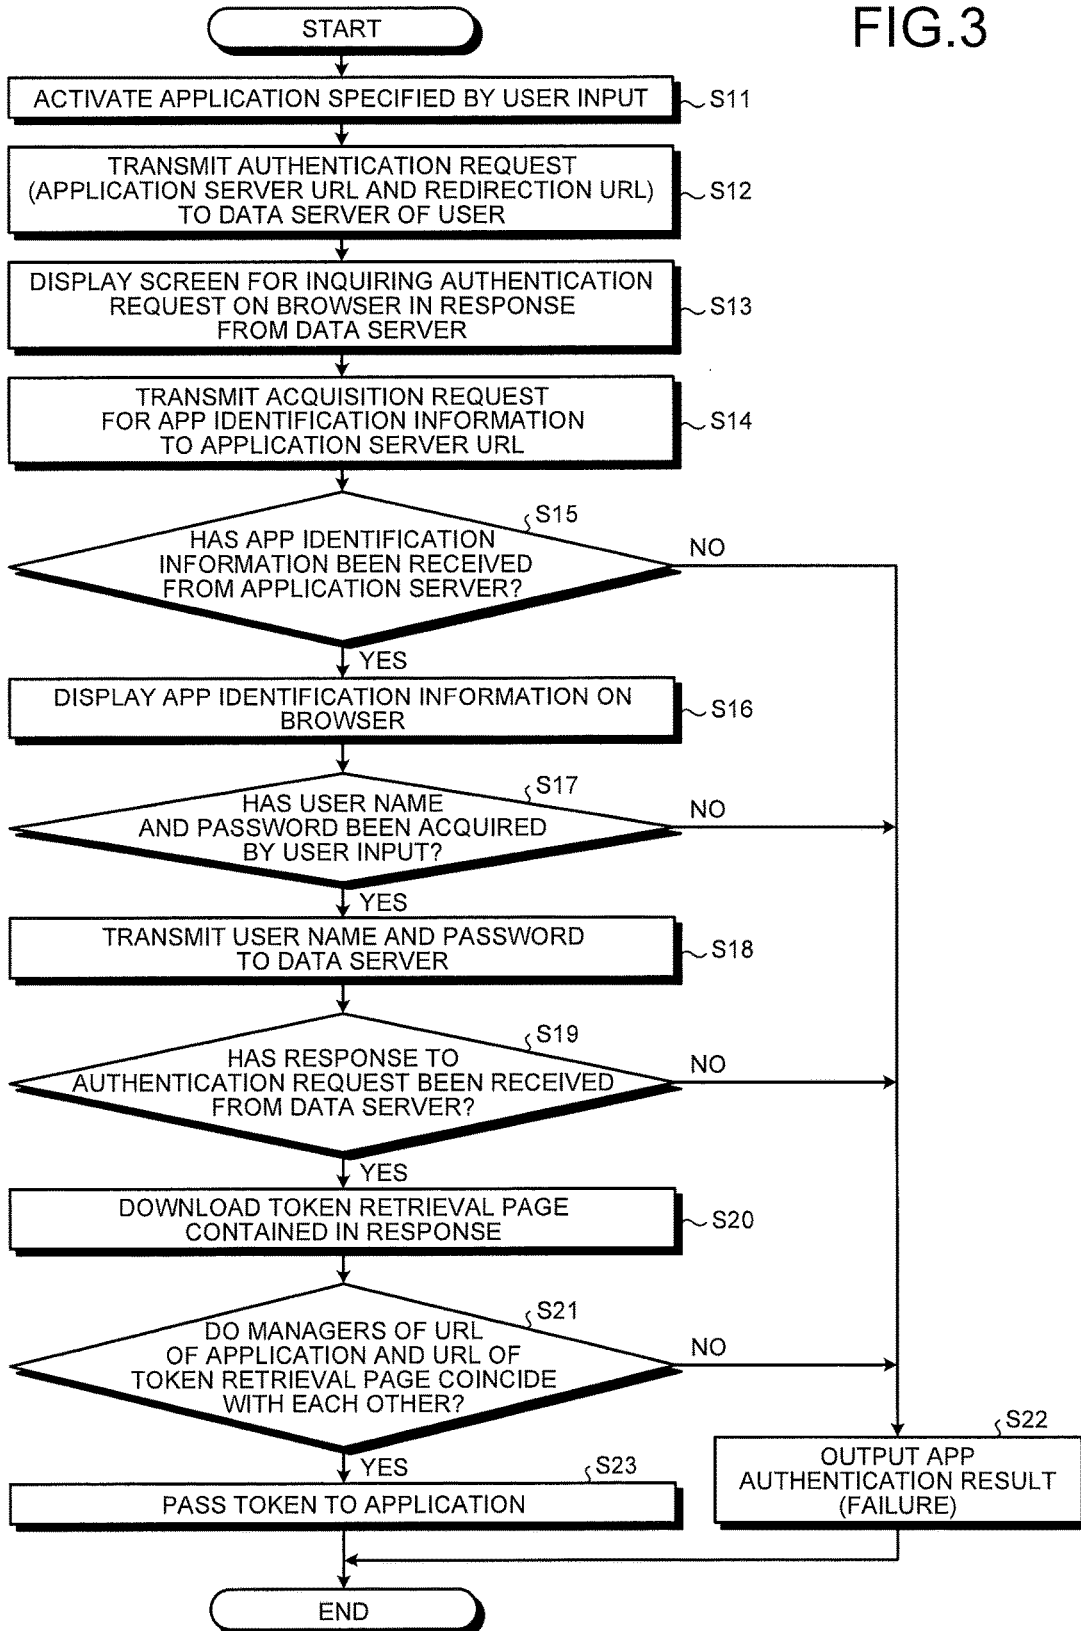 FIG.3
START
ACTIVATE APPLICATION SPECIFIED BY USER INPUT
S11
TRANSMIT AUTHENTICATION REQUEST
(APPLICATION SERVER URL AND REDIRECTION URL)
TO DATA SERVER OF USER
S12
DISPLAY SCREEN FOR INQUIRING AUTHENTICATION
REQUEST ON BROWSER IN RESPONSE
FROM DATA SERVER
S13
TRANSMIT ACQUISITION REQUEST
FOR APP IDENTIFICATION INFORMATION
TO APPLICATION SERVER URL
S14
S15
HAS APP IDENTIFICATION
INFORMATION BEEN RECEIVED
FROM APPLICATION SERVER?
NO
YES
DISPLAY APP IDENTIFICATION INFORMATION ON
BROWSER
S16
S17
HAS USER NAME
AND PASSWORD BEEN ACQUIRED
BY USER INPUT?
NO
YES
TRANSMIT USER NAME AND PASSWORD
TO DATA SERVER
S18
S19
HAS RESPONSE TO
AUTHENTICATION REQUEST BEEN RECEIVED
FROM DATA SERVER?
NO
YES
DOWNLOAD TOKEN RETRIEVAL PAGE
CONTAINED IN RESPONSE
S20
S21
DO MANAGERS OF URL
OF APPLICATION AND URL OF
TOKEN RETRIEVAL PAGE COINCIDE
WITH EACH OTHER?
NO
YES
S22
OUTPUT APP
AUTHENTICATION RESULT
(FAILURE)
S23
PASS TOKEN TO APPLICATION
END